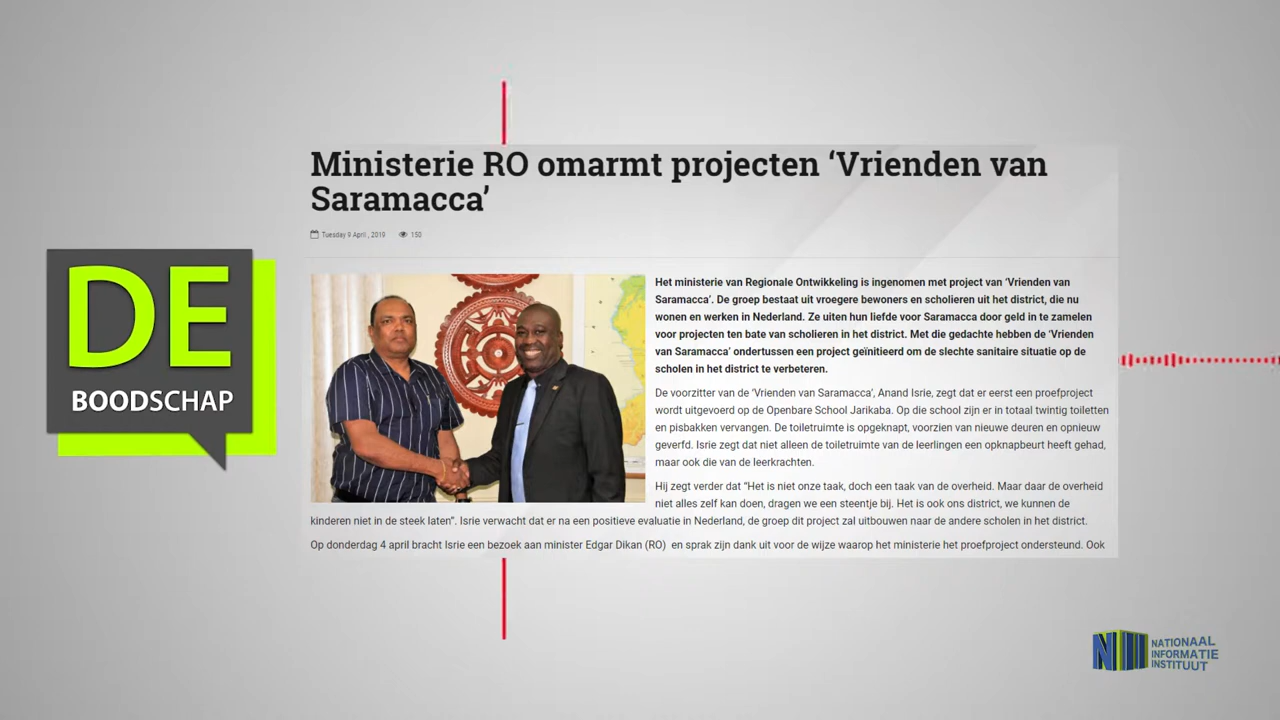 Ministerie RO omarmt projecten ‘Vrienden van
Saramacca’
Tuesday 9 April , 2019 150
DE
BOODSCHAP
Het ministerie van Regionale Ontwikkeling is ingenomen met project van ‘Vrienden van
Saramacca’. De groep bestaat uit vroegere bewoners en scholieren uit het district, die nu
wonen en werken in Nederland. Ze uiten hun liefde voor Saramacca door geld in te zamelen
voor projecten ten bate van scholieren in het district. Met die gedachte hebben de ‘Vrienden
van Saramacca’ ondertussen een project geïnitieerd om de slechte sanitaire situatie op de
scholen in het district te verbeteren.
De voorzitter van de ‘Vrienden van Saramacca’, Anand Isrie, zegt dat er eerst een proefproject
wordt uitgevoerd op de Openbare School Jarikaba. Op die school zijn er in totaal twintig toiletten
en pisbakken vervangen. De toiletruimte is opgeknapt, voorzien van nieuwe deuren en opnieuw
geverfd. Isrie zegt dat niet alleen de toiletruimte van de leerlingen een opknapbeurt heeft gehad,
maar ook die van de leerkrachten.
Hij zegt verder dat “Het is niet onze taak, doch een taak van de overheid. Maar daar de overheid
niet alles zelf kan doen, dragen we een steentje bij. Het is ook ons district, we kunnen de
kinderen niet in de steek laten”. Isrie verwacht dat er na een positieve evaluatie in Nederland, de groep dit project zal uitbouwen naar de andere scholen in het district.
Op donderdag 4 april bracht Isrie een bezoek aan minister Edgar Dikan (RO) en sprak zijn dank uit voor de wijze waarop het ministerie het proefproject ondersteund. Ook
NATIONAAL
INFORMATIE
INSTITUUT